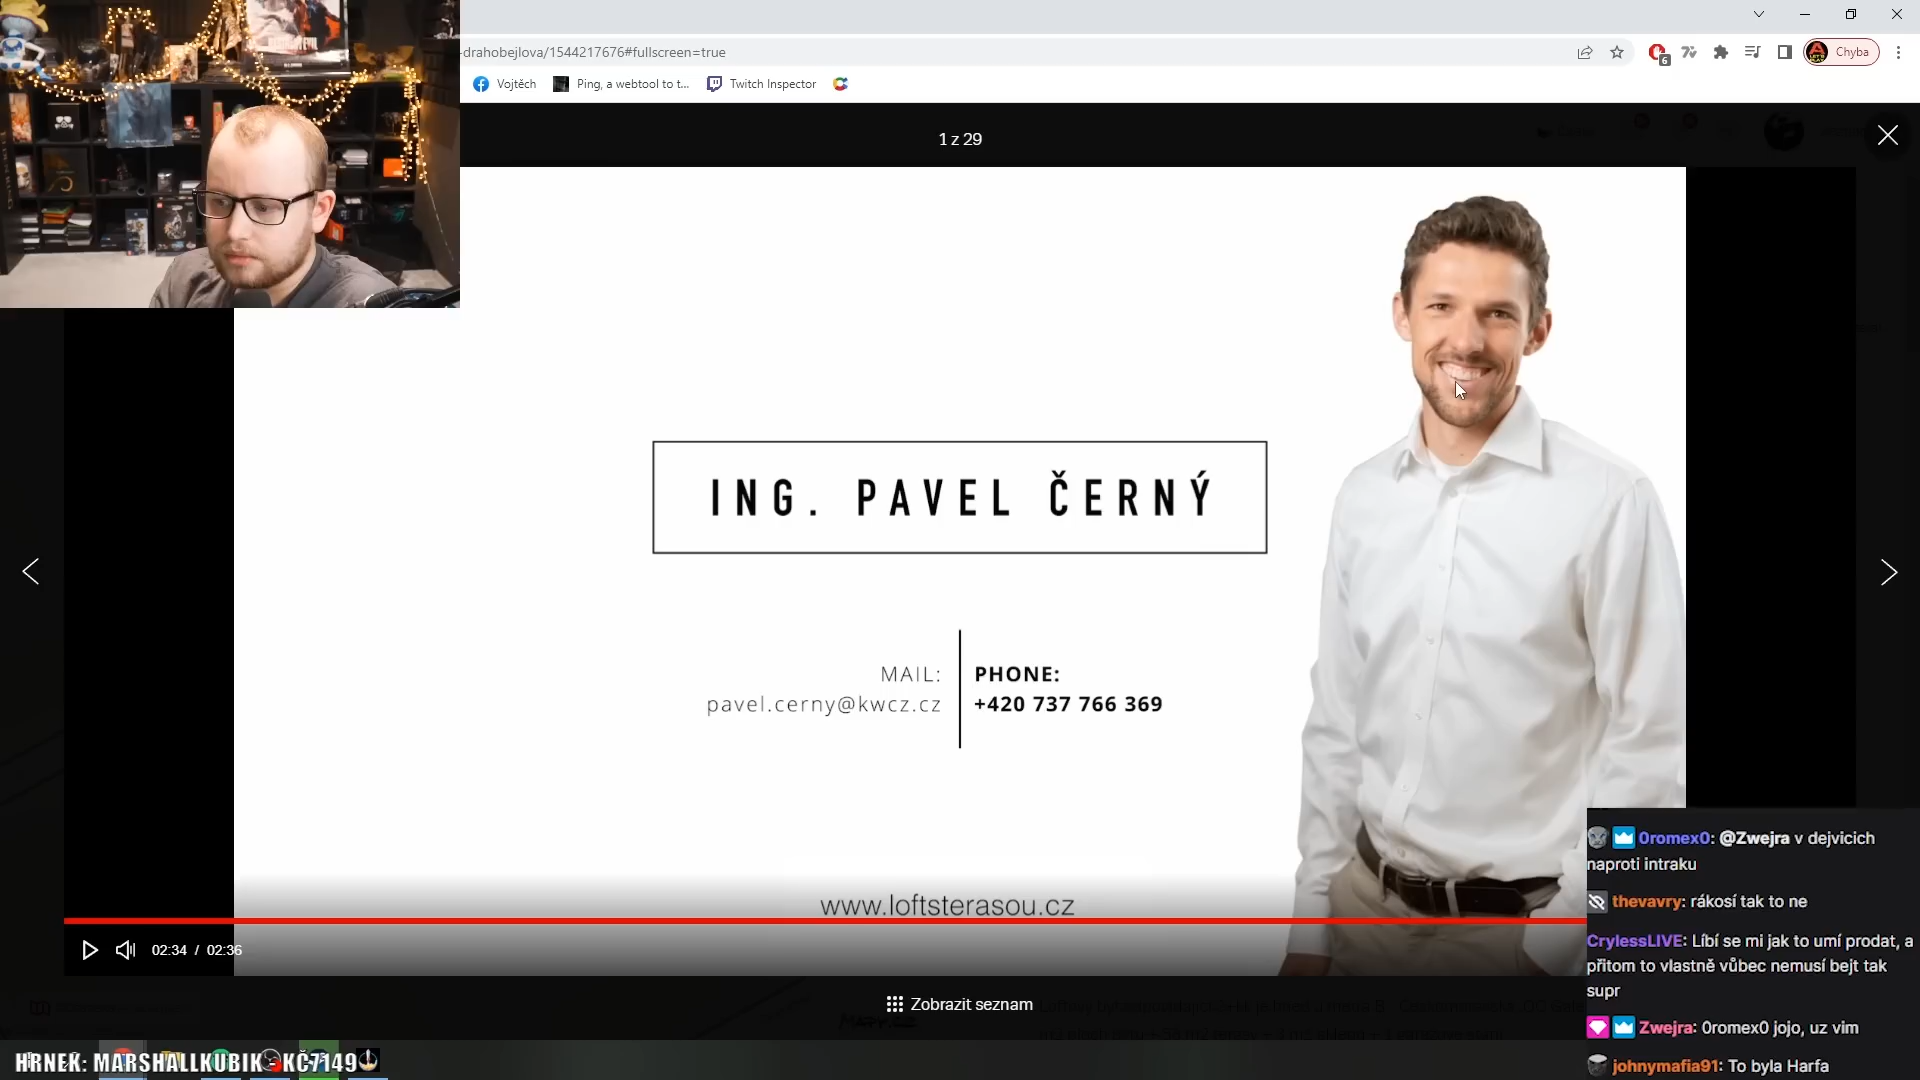 -drahobejlova/1544217676#fullscreen=true
6
Chyba
Vojtěch
Ping, a webtool to t...
Twitch Inspector
1 z 29
ING. PAVEL ČERNÝ
MAIL:
pavel.cerny@kwcz.cz
PHONE:
+420 737 766 369
www.loftsterasou.cz
02:34 / 02:36
Zobrazit seznam
0romex0: @Zwejra v dejvicich
naproti intraku
thevavry: rákosí tak to ne
CrylessLIVE: Líbí se mi jak to umí prodat, a
přitom to vlastně vůbec nemusí bejt tak
supr
Zwejra: 0romex0 jojo, uz vim
johnymafia91: To byla Harfa
HRNEK: MARSHALLKUBIK - KČ7149